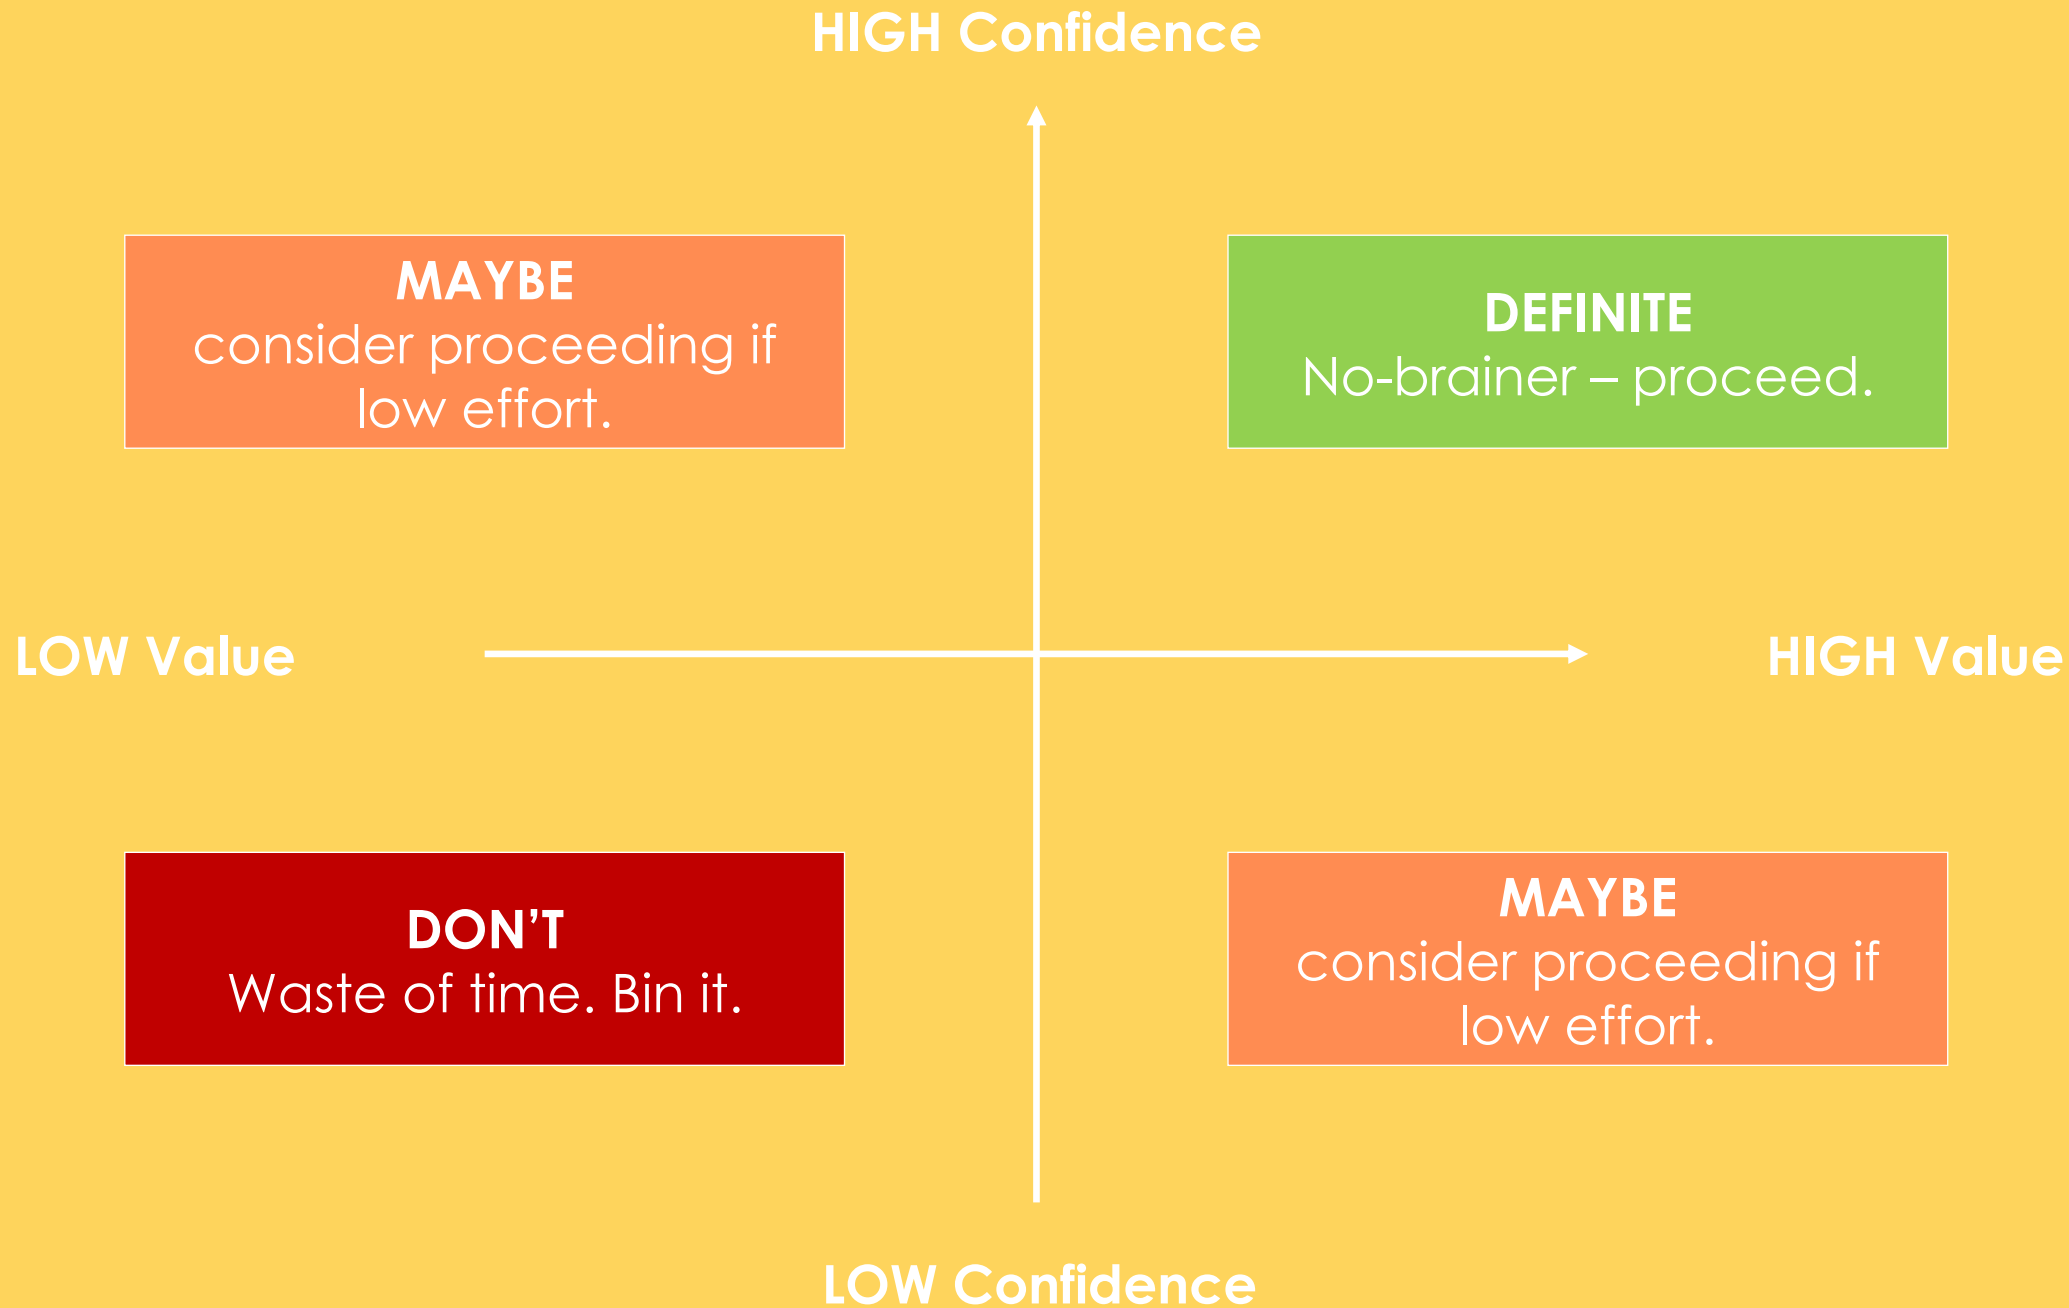 HIGH Confidence
MAYBE
consider proceeding if
low effort.
DEFINITE
No-brainer – proceed.
LOW Value
HIGH Value
DON’T
Waste of time. Bin it.
MAYBE
consider proceeding if
low effort.
LOW Confidence